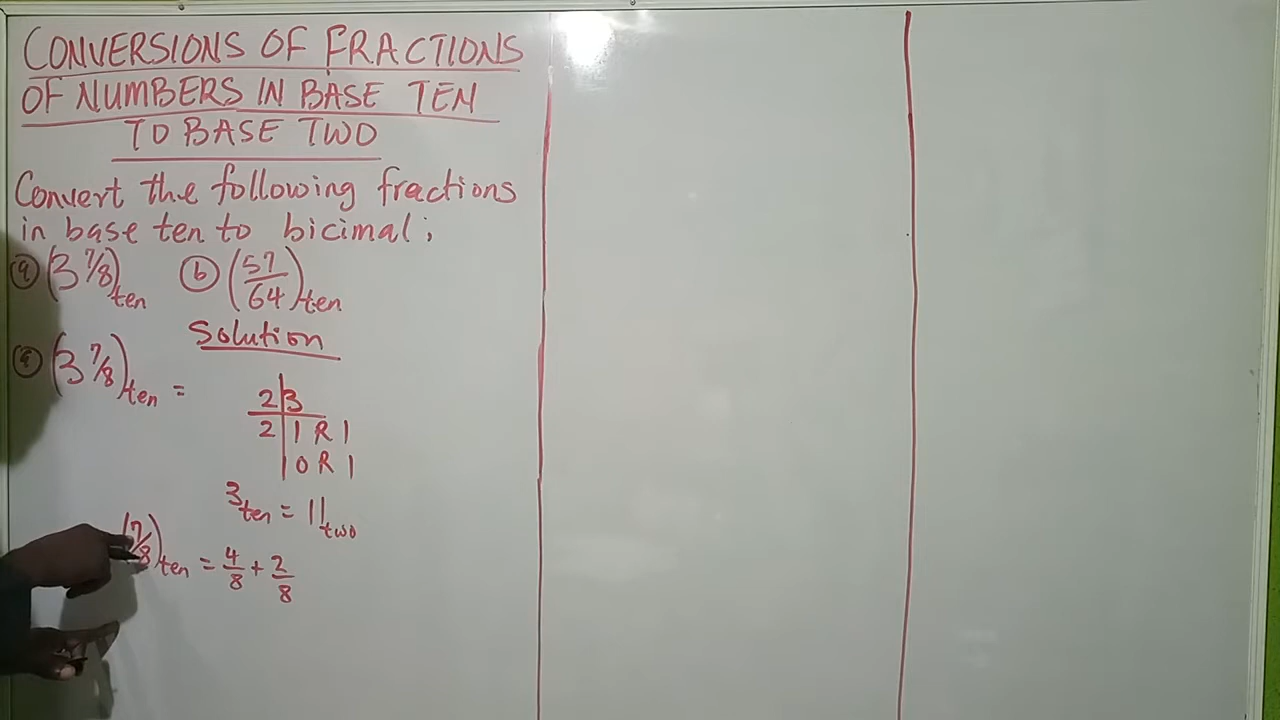 CONVERSIONS OF FRACTIONS
OF NUMBERS IN BASE TEN
TO BASE TWO
Convert the following fractions
in base ten to bicimal;
ⓐ (3 7/8)ten ⓑ (57/64)ten
Solution
ⓐ (3 7/8)ten =
2 | 3
2 | 1 R 1
| 0 R 1
3ten = 11two
(7/8)ten = 4/8 + 2/8